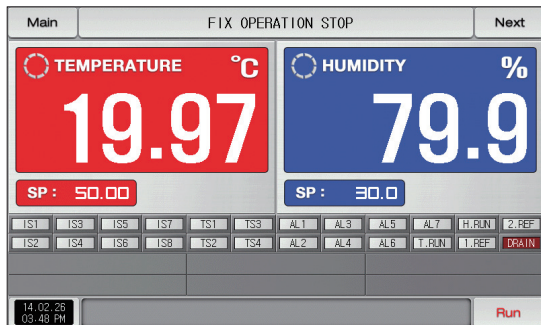 Main FIX OPERATION STOP Next
TEMPERATURE °C
19.97
SP : 50.00
HUMIDITY %
79.9
SP : 30.0
IS1 IS3 IS5 IS7 TS1 TS3 AL1 AL3 AL5 AL7 H.RUN 2.REF
IS2 IS4 IS6 IS8 TS2 TS4 AL2 AL4 AL6 T.RUN 1.REF DRAIN
14.02.26
03:48 PM
Run